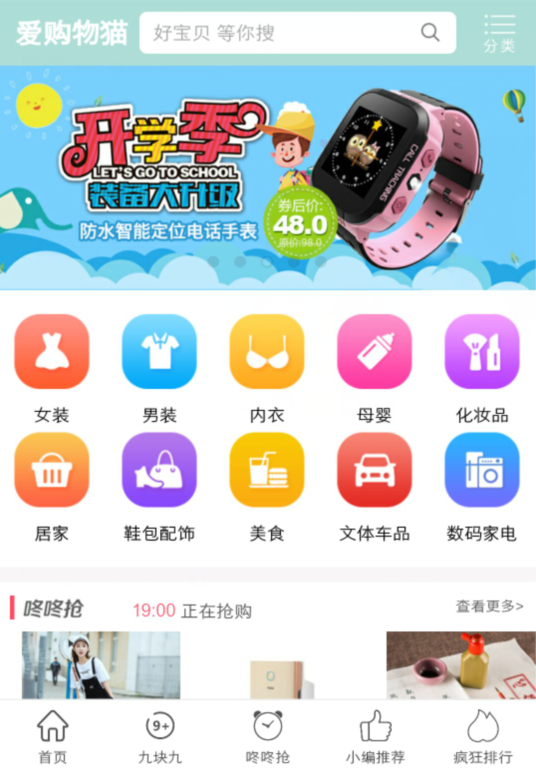 爱购物猫
好宝贝 等你搜
分类
开学季
LET'S GO TO SCHOOL
装备大升级
防水智能定位电话手表
券后价:
48.0
原价:98.0
CALL TRACKING
女装
男装
内衣
母婴
化妆品
居家
鞋包配饰
美食
文体车品
数码家电
咚咚抢
19:00 正在抢购
查看更多>
首页
9+
九块九
咚咚抢
小编推荐
疯狂排行